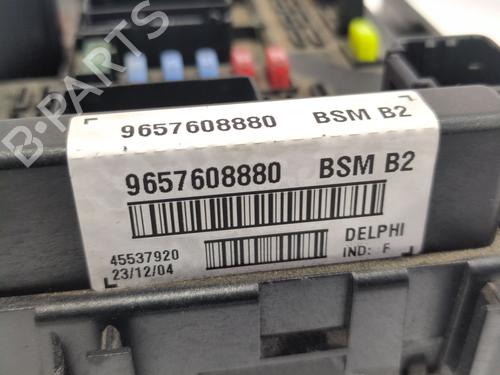 B-PARTS
9657608880 BSM B2
9657608880 BSM B2
45537920 DELPHI
23/12/04 IND: F